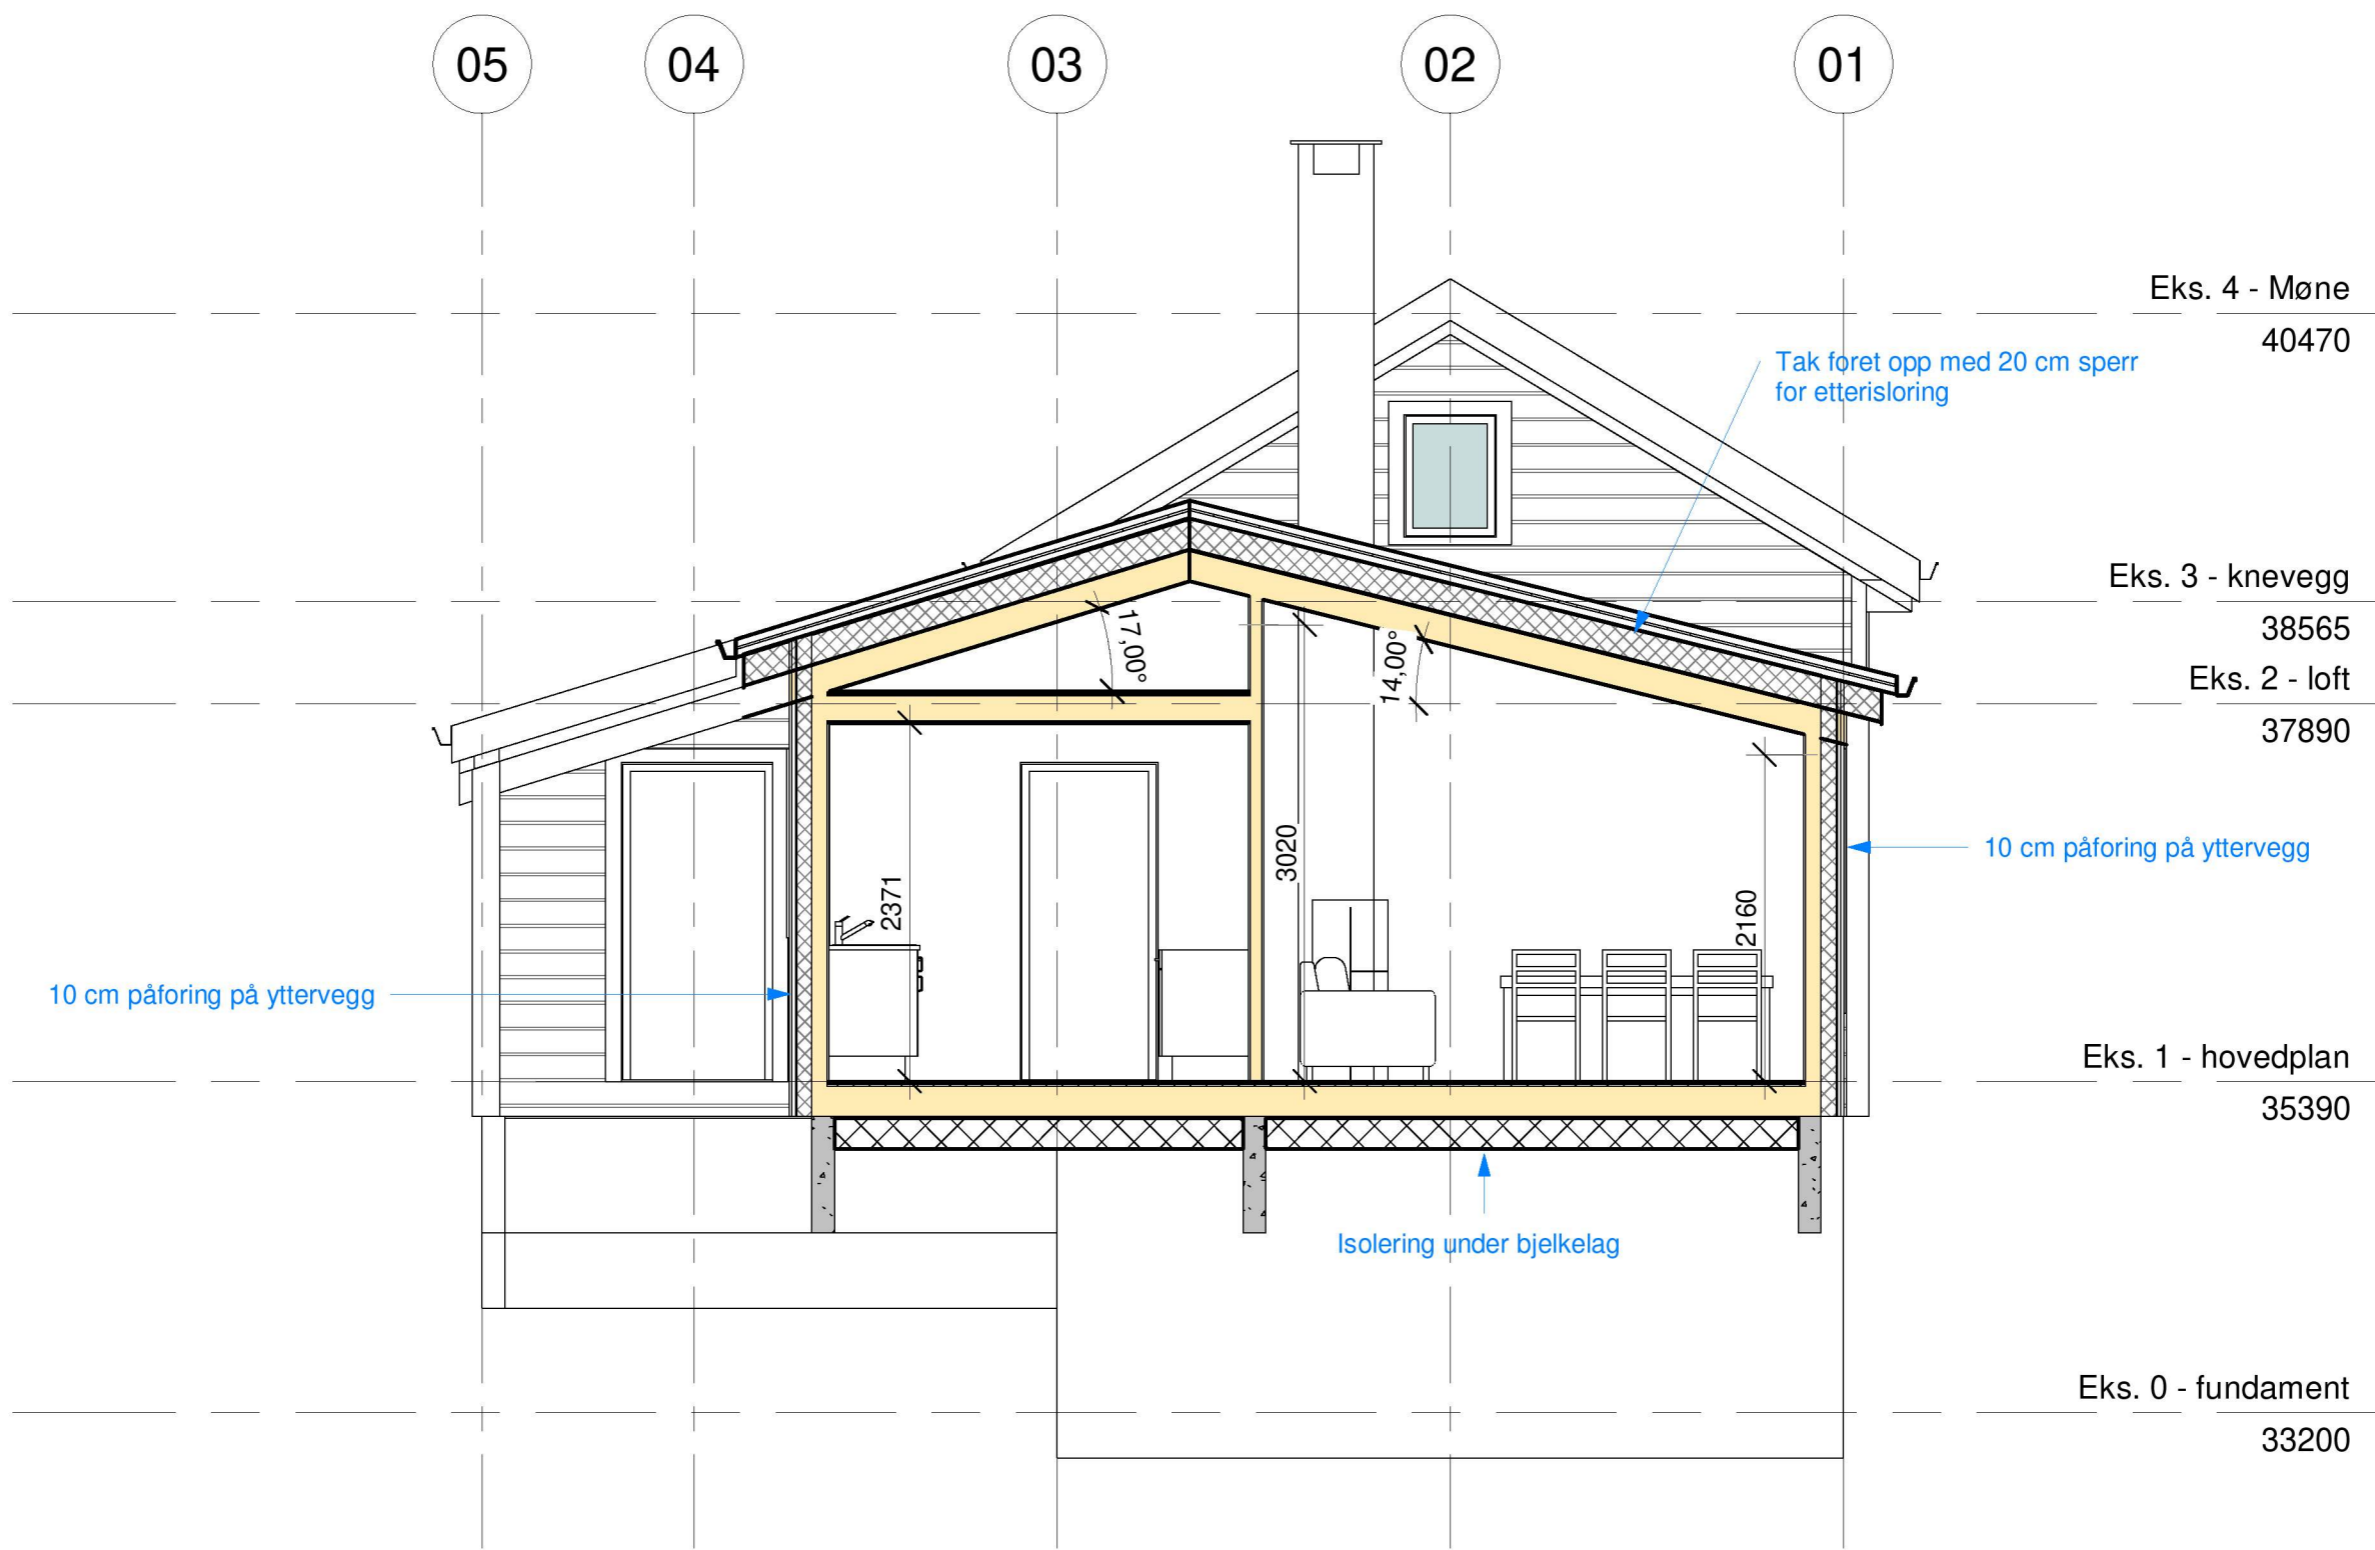 05
04
03
02
01
Eks. 4 - Møne
40470
Tak foret opp med 20 cm sperr
for etterisloring
Eks. 3 - knevegg
38565
17,00°
14,00°
Eks. 2 - loft
37890
3020
10 cm påforing på yttervegg
2371
2160
10 cm påforing på yttervegg
Eks. 1 - hovedplan
35390
Isolering under bjelkelag
Eks. 0 - fundament
33200